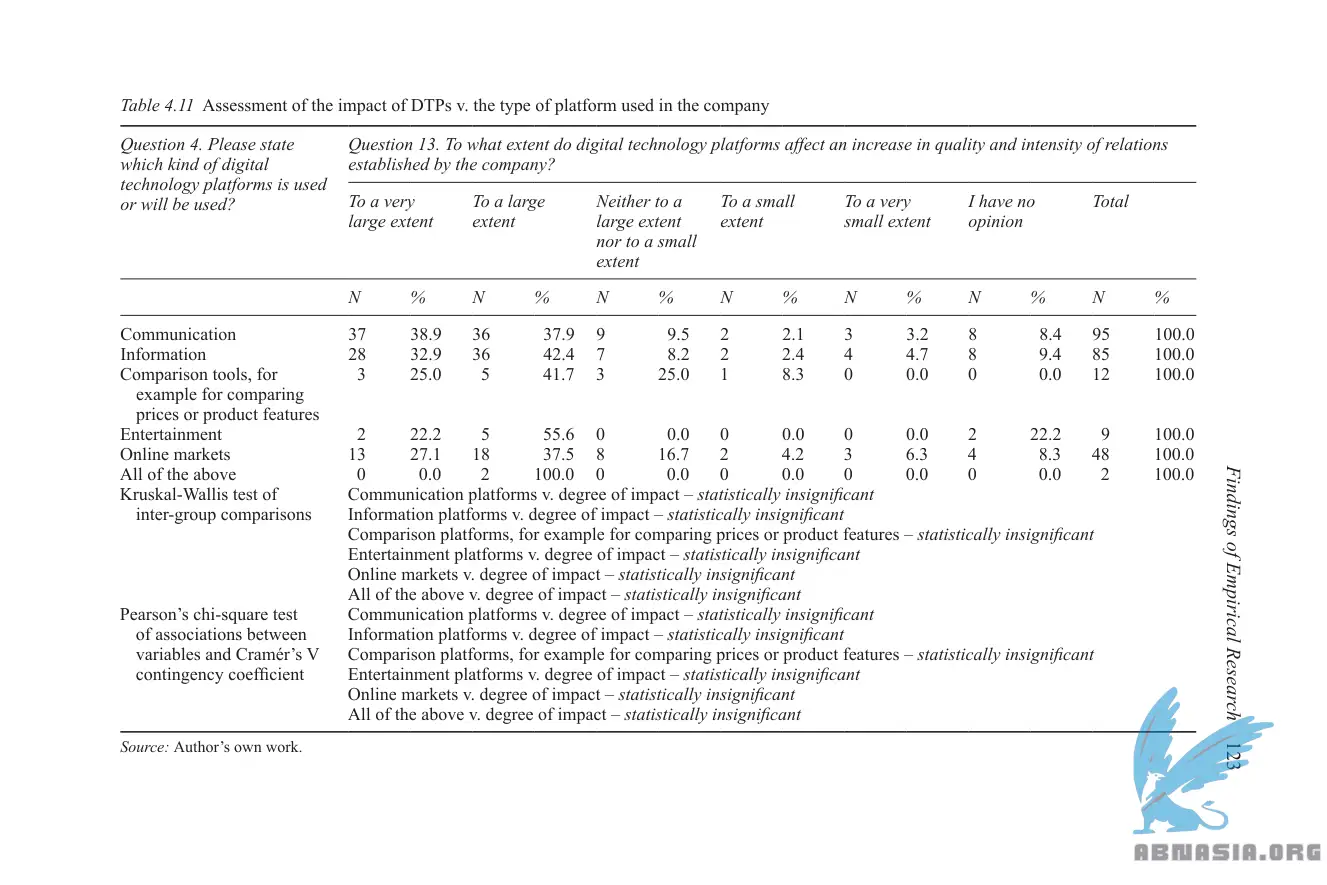 Table 4.11 Assessment of the impact of DTPs v. the type of platform used in the company
Question 4. Please state which kind of digital technology platforms is used or will be used?
Question 13. To what extent do digital technology platforms affect an increase in quality and intensity of relations established by the company?
To a very large extent To a large extent Neither to a large extent nor to a small extent To a small extent To a very small extent I have no opinion Total
N % N % N % N % N % N % N %
Communication 37 38.9 36 37.9 9 9.5 2 2.1 3 3.2 8 8.4 95 100.0
Information 28 32.9 36 42.4 7 8.2 2 2.4 4 4.7 8 9.4 85 100.0
Comparison tools, for 3 25.0 5 41.7 3 25.0 1 8.3 0 0.0 0 0.0 12 100.0
example for comparing
prices or product features
Entertainment 2 22.2 5 55.6 0 0.0 0 0.0 0 0.0 2 22.2 9 100.0
Online markets 13 27.1 18 37.5 8 16.7 2 4.2 3 6.3 4 8.3 48 100.0
All of the above 0 0.0 2 100.0 0 0.0 0 0.0 0 0.0 0 0.0 2 100.0
Kruskal-Wallis test of Communication platforms v. degree of impact – statistically insignificant
inter-group comparisons Information platforms v. degree of impact – statistically insignificant
Comparison platforms, for example for comparing prices or product features – statistically insignificant
Entertainment platforms v. degree of impact – statistically insignificant
Online markets v. degree of impact – statistically insignificant
All of the above v. degree of impact – statistically insignificant
Pearson's chi-square test Communication platforms v. degree of impact – statistically insignificant
of associations between Information platforms v. degree of impact – statistically insignificant
variables and Cramér's V Comparison platforms, for example for comparing prices or product features – statistically insignificant
contingency coefficient Entertainment platforms v. degree of impact – statistically insignificant
Online markets v. degree of impact – statistically insignificant
All of the above v. degree of impact – statistically insignificant
Source: Author's own work.
Findings of Empirical Research 123
ABNASIA.ORG